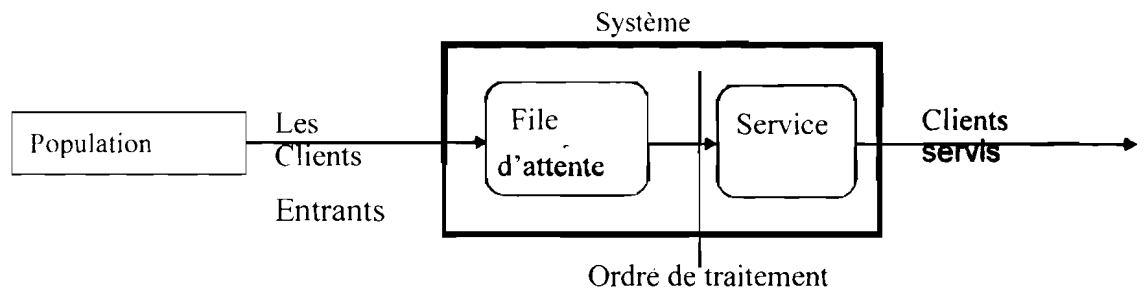 Système
Population
Les
Clients
Entrants
File
d'attente
Service
Clients
servis
Ordre de traitement